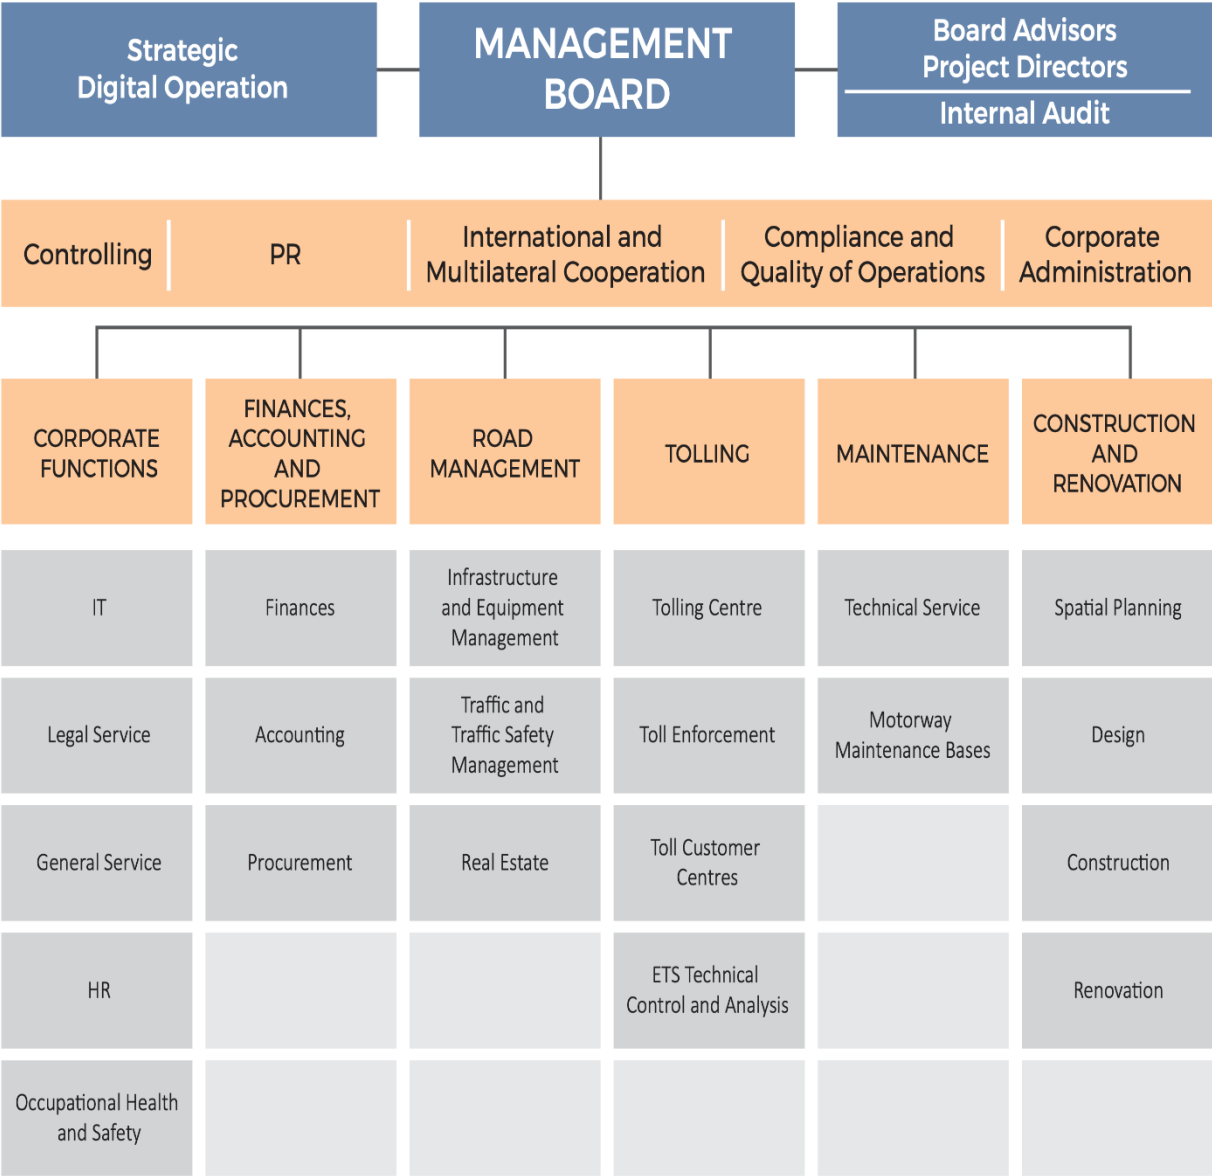 Strategic
Digital Operation
MANAGEMENT
BOARD
Board Advisors
Project Directors
Internal Audit
Controlling
PR
International and
Multilateral Cooperation
Compliance and
Quality of Operations
Corporate
Administration
CORPORATE
FUNCTIONS
FINANCES,
ACCOUNTING
AND
PROCUREMENT
ROAD
MANAGEMENT
TOLLING
MAINTENANCE
CONSTRUCTION
AND
RENOVATION
IT
Finances
Infrastructure
and Equipment
Management
Tolling Centre
Technical Service
Spatial Planning
Legal Service
Accounting
Traffic and
Traffic Safety
Management
Toll Enforcement
Motorway
Maintenance Bases
Design
General Service
Procurement
Real Estate
Toll Customer
Centres
Construction
HR
ETS Technical
Control and Analysis
Renovation
Occupational Health
and Safety